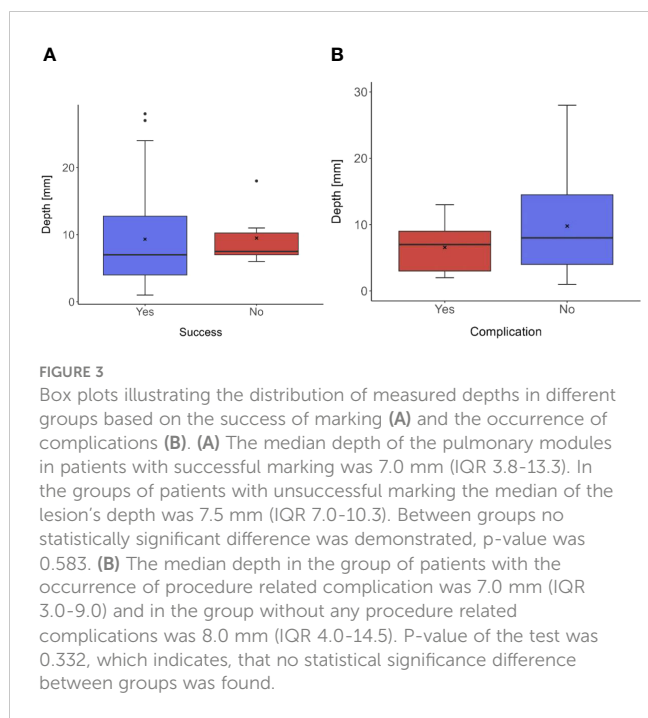 A
B
Depth [mm]
20
10
0
Yes
No
Success
Depth [mm]
30
20
10
0
Yes
No
Complication
FIGURE 3
Box plots illustrating the distribution of measured depths in different
groups based on the success of marking (A) and the occurrence of
complications (B). (A) The median depth of the pulmonary modules
in patients with successful marking was 7.0 mm (IQR 3.8-13.3). In
the groups of patients with unsuccessful marking the median of the
lesion's depth was 7.5 mm (IQR 7.0-10.3). Between groups no
statistically significant difference was demonstrated, p-value was
0.583. (B) The median depth in the group of patients with the
occurrence of procedure related complication was 7.0 mm (IQR
3.0-9.0) and in the group without any procedure related
complications was 8.0 mm (IQR 4.0-14.5). P-value of the test was
0.332, which indicates, that no statistical significance difference
between groups was found.